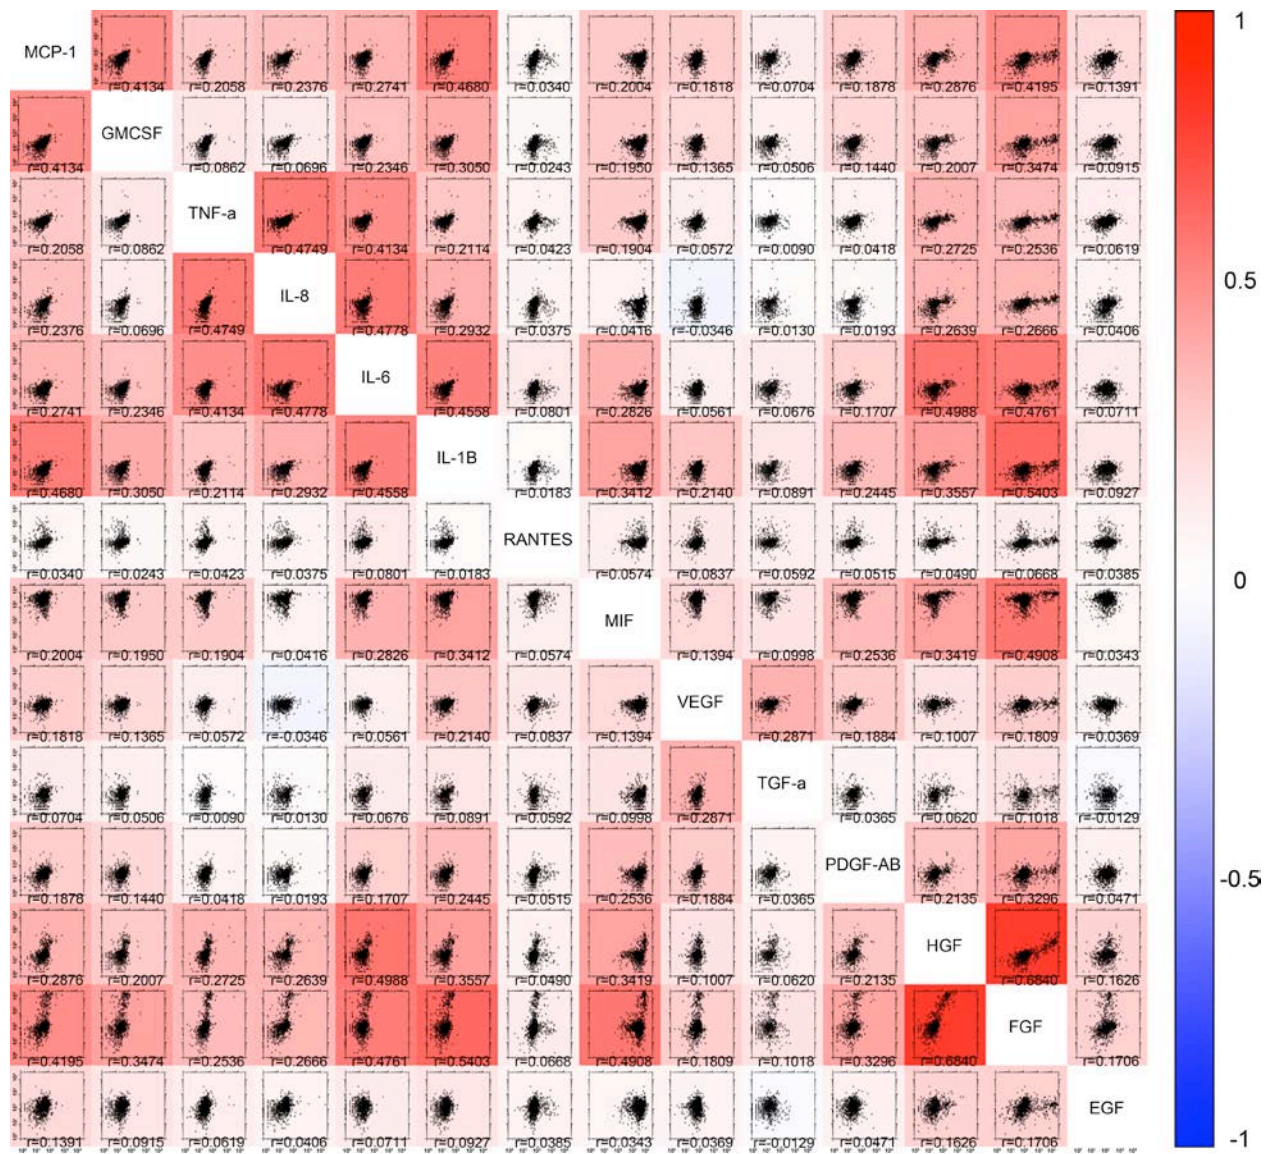 MCP-1
r=0.4134 r=0.2058 r=0.2376 r=0.2741 r=0.4680 r=0.0340 r=0.2004 r=0.1818 r=0.0704 r=0.1878 r=0.2876 r=0.4195 r=0.1391
1
GMCSF
r=0.4134 r=0.0862 r=0.0696 r=0.2346 r=0.3050 r=0.0243 r=0.1950 r=0.1365 r=0.0506 r=0.1440 r=0.2007 r=0.3474 r=0.0915
TNF-a
r=0.2058 r=0.0862 r=0.4749 r=0.4134 r=0.2114 r=0.0423 r=0.1904 r=0.0572 r=0.0090 r=0.0418 r=0.2725 r=0.2536 r=0.0619
IL-8
0.5
r=0.2376 r=0.0696 r=0.4749 r=0.4778 r=0.2932 r=0.0375 r=0.0416 r=-0.0346 r=0.0130 r=0.0193 r=0.2639 r=0.2666 r=0.0406
IL-6
r=0.2741 r=0.2346 r=0.4134 r=0.4778 r=0.4558 r=0.0801 r=0.2826 r=0.0561 r=0.0676 r=0.1707 r=0.4988 r=0.4761 r=0.0711
IL-1B
r=0.4680 r=0.3050 r=0.2114 r=0.2932 r=0.4558 r=0.0183 r=0.3412 r=0.2140 r=0.0891 r=0.2445 r=0.3557 r=0.5403 r=0.0927
RANTES
r=0.0340 r=0.0243 r=0.0423 r=0.0375 r=0.0801 r=0.0183 r=0.0574 r=0.0837 r=0.0592 r=0.0515 r=0.0490 r=0.0668 r=0.0385
0
MIF
r=0.2004 r=0.1950 r=0.1904 r=0.0416 r=0.2826 r=0.3412 r=0.0574 r=0.1394 r=0.0998 r=0.2536 r=0.3419 r=0.4908 r=0.0343
VEGF
r=0.1818 r=0.1365 r=0.0572 r=-0.0346 r=0.0561 r=0.2140 r=0.0837 r=0.1394 r=0.2871 r=0.1884 r=0.1007 r=0.1809 r=0.0369
TGF-a
r=0.0704 r=0.0506 r=0.0090 r=0.0130 r=0.0676 r=0.0891 r=0.0592 r=0.0998 r=0.2871 r=0.0365 r=0.0620 r=0.1018 r=-0.0129
PDGF-AB
-0.5
r=0.1878 r=0.1440 r=0.0418 r=0.0193 r=0.1707 r=0.2445 r=0.0515 r=0.2536 r=0.1884 r=0.0365 r=0.2135 r=0.3296 r=0.0471
HGF
r=0.2876 r=0.2007 r=0.2725 r=0.2639 r=0.4988 r=0.3557 r=0.0490 r=0.3419 r=0.1007 r=0.0620 r=0.2135 r=0.6840 r=0.1626
FGF
r=0.4195 r=0.3474 r=0.2536 r=0.2666 r=0.4761 r=0.5403 r=0.0668 r=0.4908 r=0.1809 r=0.1018 r=0.3296 r=0.6840 r=0.1706
EGF
r=0.1391 r=0.0915 r=0.0619 r=0.0406 r=0.0711 r=0.0927 r=0.0385 r=0.0343 r=0.0369 r=-0.0129 r=0.0471 r=0.1626 r=0.1706
-1